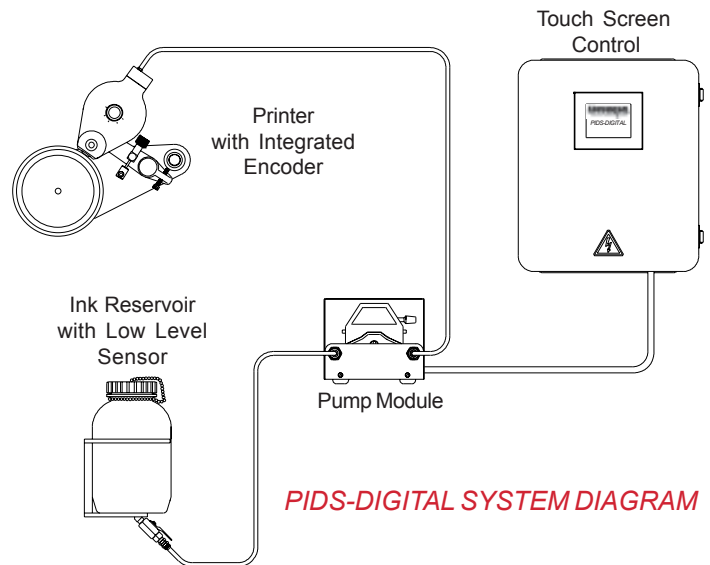 Touch Screen
Control
PIDS-DIGITAL
Printer
with Integrated
Encoder
Ink Reservoir
with Low Level
Sensor
Pump Module
PIDS-DIGITAL SYSTEM DIAGRAM